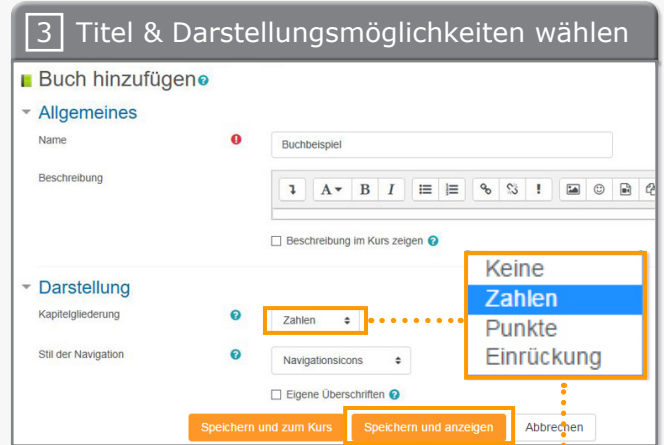 3 Titel & Darstellungsmöglichkeiten wählen
Buch hinzufügen
Allgemeines
Name
Buchbeispiel
Beschreibung
A B I
Beschreibung im Kurs zeigen
Darstellung
Kapitelgliederung
Zahlen
Keine
Zahlen
Punkte
Einrückung
Stil der Navigation
Navigationsicons
Eigene Überschriften
Speichern und zum Kurs Speichern und anzeigen Abbrechen